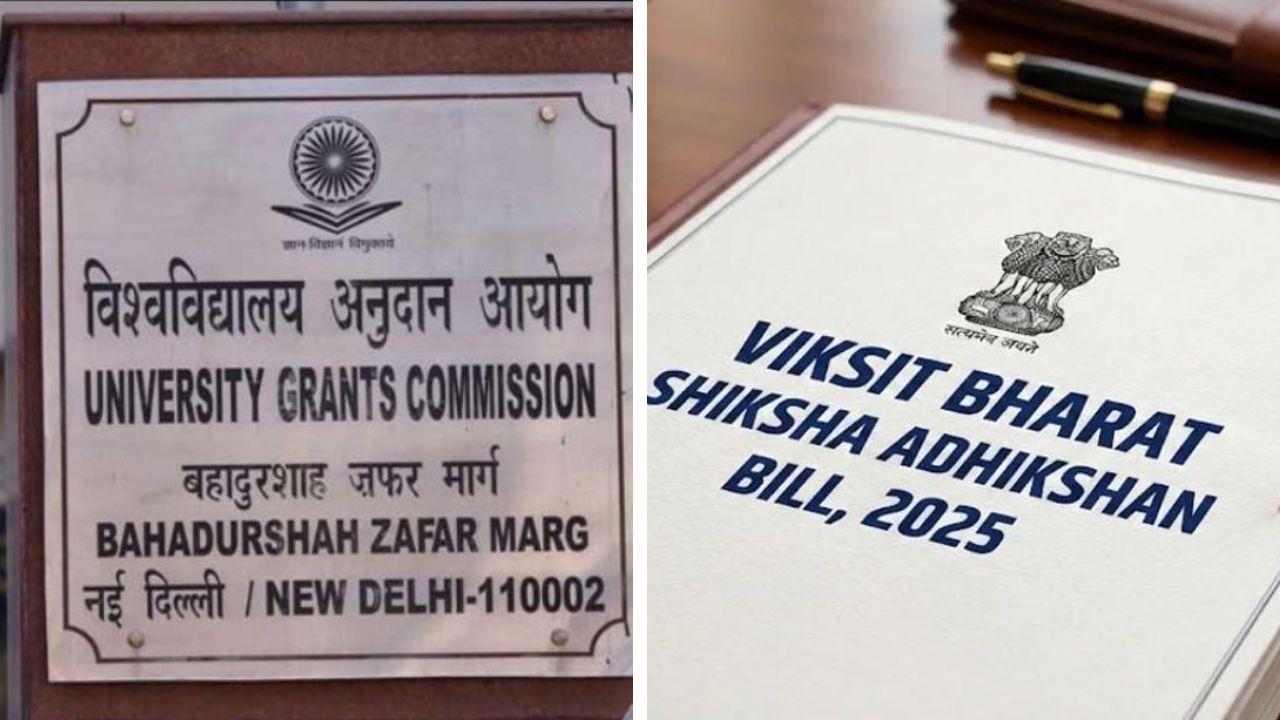 ज्ञान-विज्ञानं विमुक्तये
विश्वविद्यालय अनुदान आयोग
UNIVERSITY GRANTS COMMISSION
बहादुरशाह ज़फर मार्ग
BAHADURSHAH ZAFAR MARG
नई दिल्ली / NEW DELHI-110002
सत्यमेव जयते
VIKSIT BHARAT
SHIKSHA ADHIKSHAN
BILL, 2025